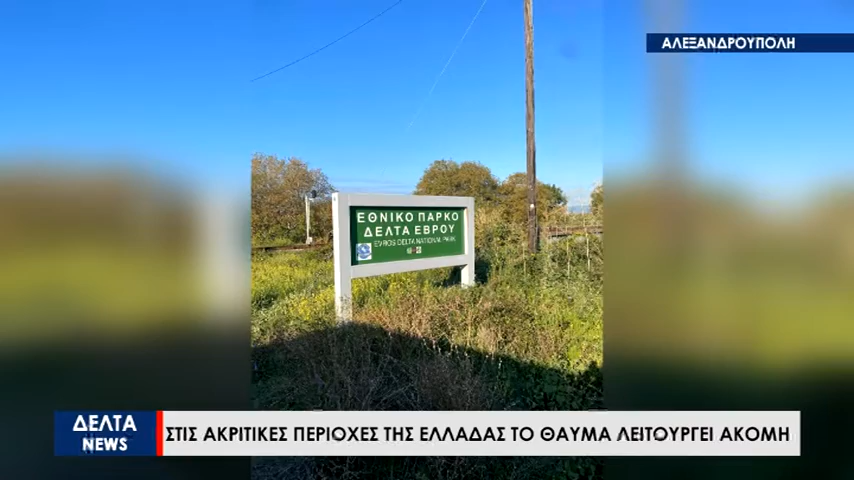 ΑΛΕΞΑΝΔΡΟΥΠΟΛΗ
ΕΘΝΙΚΟ ΠΑΡΚΟ
ΔΕΛΤΑ ΕΒΡΟΥ
EVROS DELTA NATIONAL PARK
ΔΕΛΤΑ
NEWS
ΣΤΙΣ ΑΚΡΙΤΙΚΕΣ ΠΕΡΙΟΧΕΣ ΤΗΣ ΕΛΛΑΔΑΣ ΤΟ ΘΑΥΜΑ ΛΕΙΤΟΥΡΓΕΙ ΑΚΟΜΗ